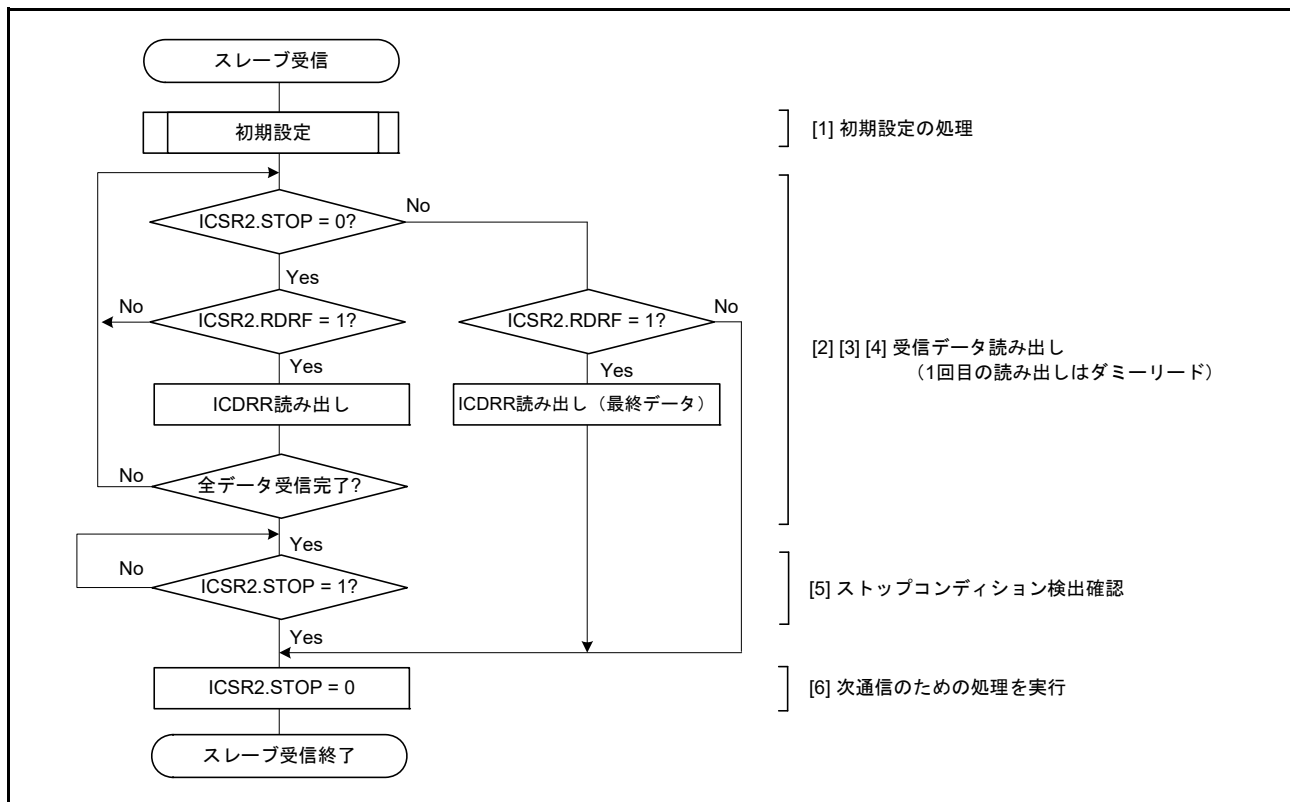 スレーブ受信
初期設定
[1] 初期設定の処理
ICSR2.STOP = 0?
No
Yes
No
ICSR2.RDRF = 1?
ICSR2.RDRF = 1?
No
[2] [3] [4] 受信データ読み出し
（1回目の読み出しはダミーリード）
Yes
Yes
ICDRR読み出し
ICDRR読み出し（最終データ）
No
全データ受信完了?
Yes
No
ICSR2.STOP = 1?
[5] ストップコンディション検出確認
Yes
ICSR2.STOP = 0
[6] 次通信のための処理を実行
スレーブ受信終了